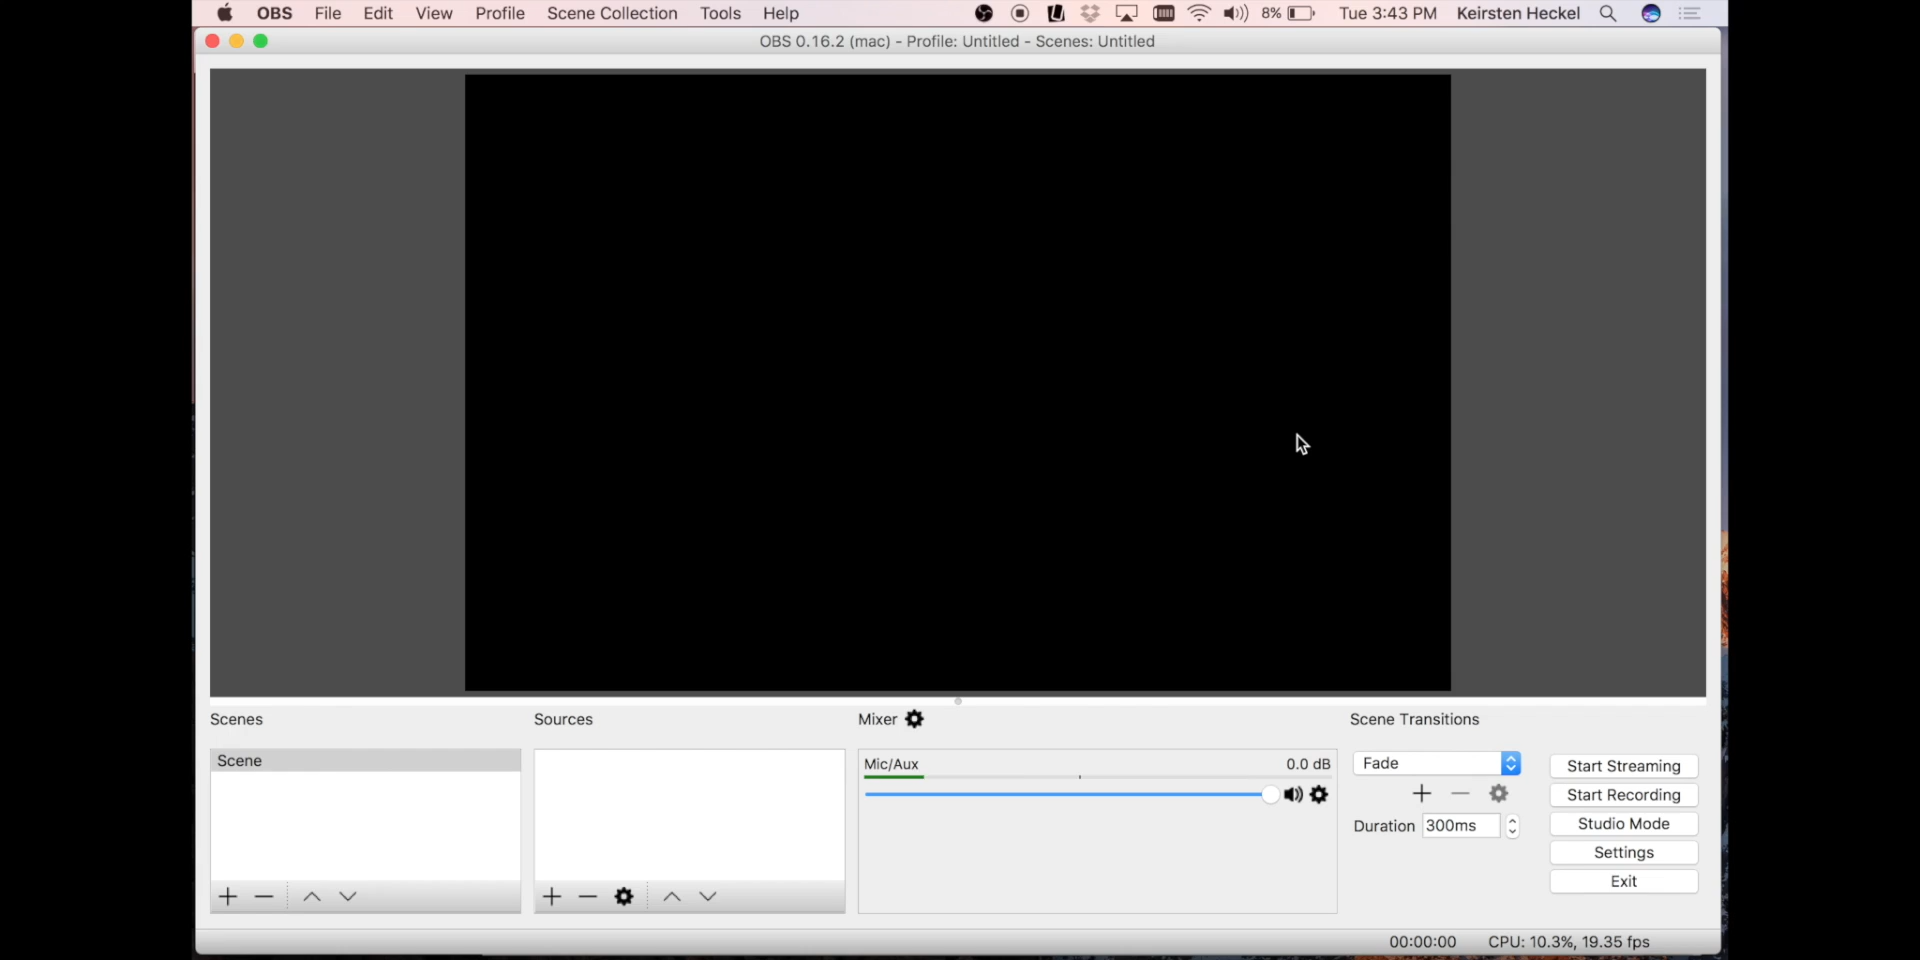 OBS File Edit View Profile Scene Collection Tools Help 8% Tue 3:43 PM Keirsten Heckel
OBS 0.16.2 (mac) - Profile: Untitled - Scenes: Untitled
Scenes
Scene
Sources
Mixer
Mic/Aux 0.0 dB
Scene Transitions
Fade
Duration 300ms
Start Streaming
Start Recording
Studio Mode
Settings
Exit
00:00:00 CPU: 10.3%, 19.35 fps